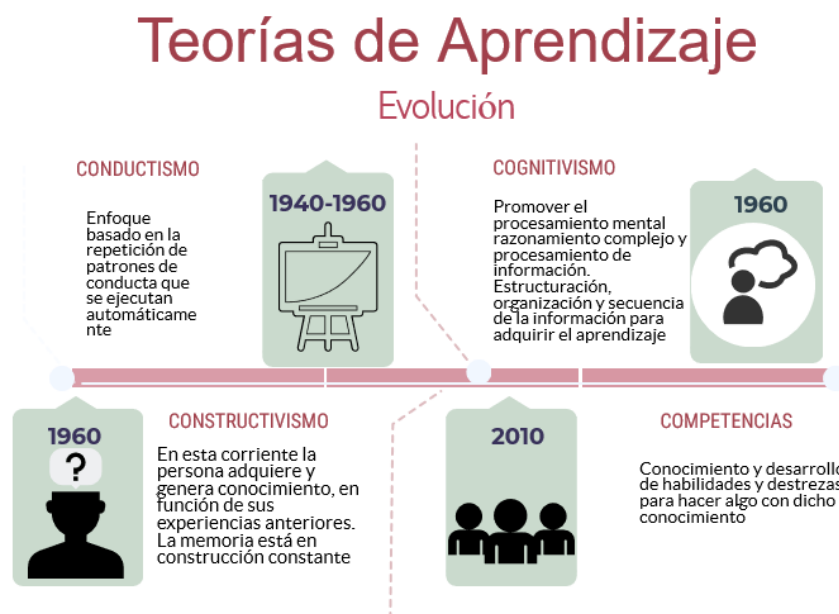 Teorías de Aprendizaje
Evolución
CONDUCTISMO
Enfoque
basado en la
repetición de
patrones de
conducta que
se ejecutan
automáticame
nte
1940-1960
COGNITIVISMO
Promover el
procesamiento mental
razonamiento complejo y
procesamiento de
información.
Estructuración,
organización y secuencia
de la información para
adquirir el aprendizaje
1960
1960
?
CONSTRUCTIVISMO
En esta corriente la
persona adquiere y
genera conocimiento, en
función de sus
experiencias anteriores.
La memoria está en
construcción constante
2010
COMPETENCIAS
Conocimiento y desarrollo
de habilidades y destrezas
para hacer algo con dicho
conocimiento